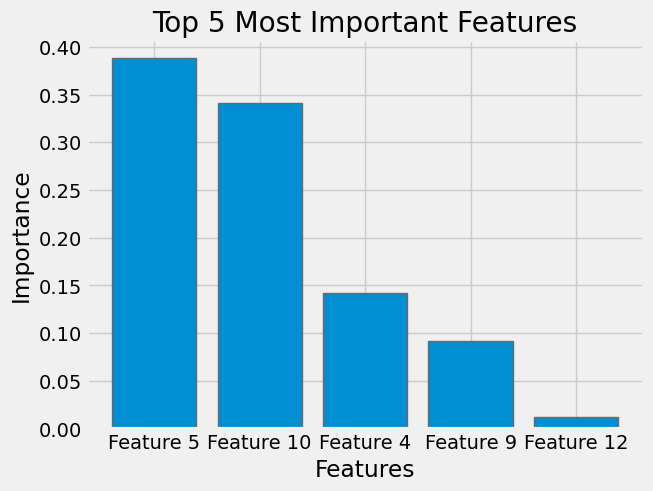 Top 5 Most Important Features
0.40
0.35
0.30
0.25
0.20
0.15
0.10
0.05
0.00
Importance
Feature 5 Feature 10 Feature 4 Feature 9 Feature 12
Features